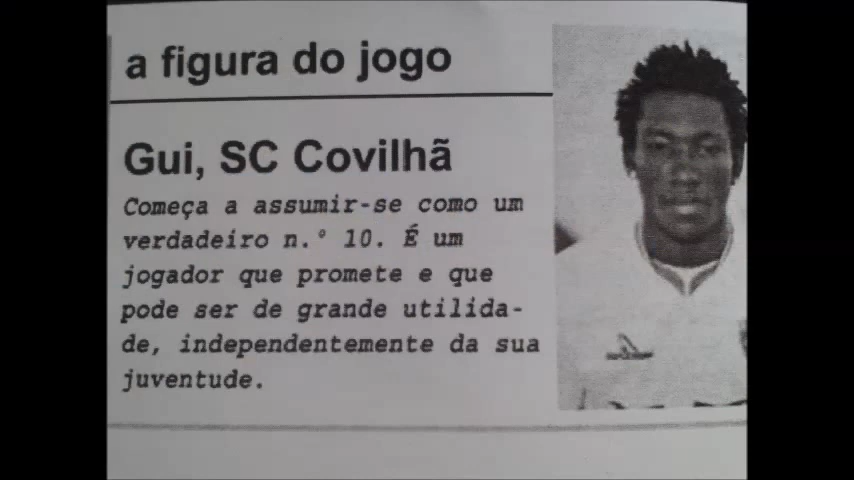 a figura do jogo
Gui, SC Covilhã
Começa a assumir-se como um
verdadeiro n.º 10. É um
jogador que promete e que
pode ser de grande utilida-
de, independentemente da sua
juventude.